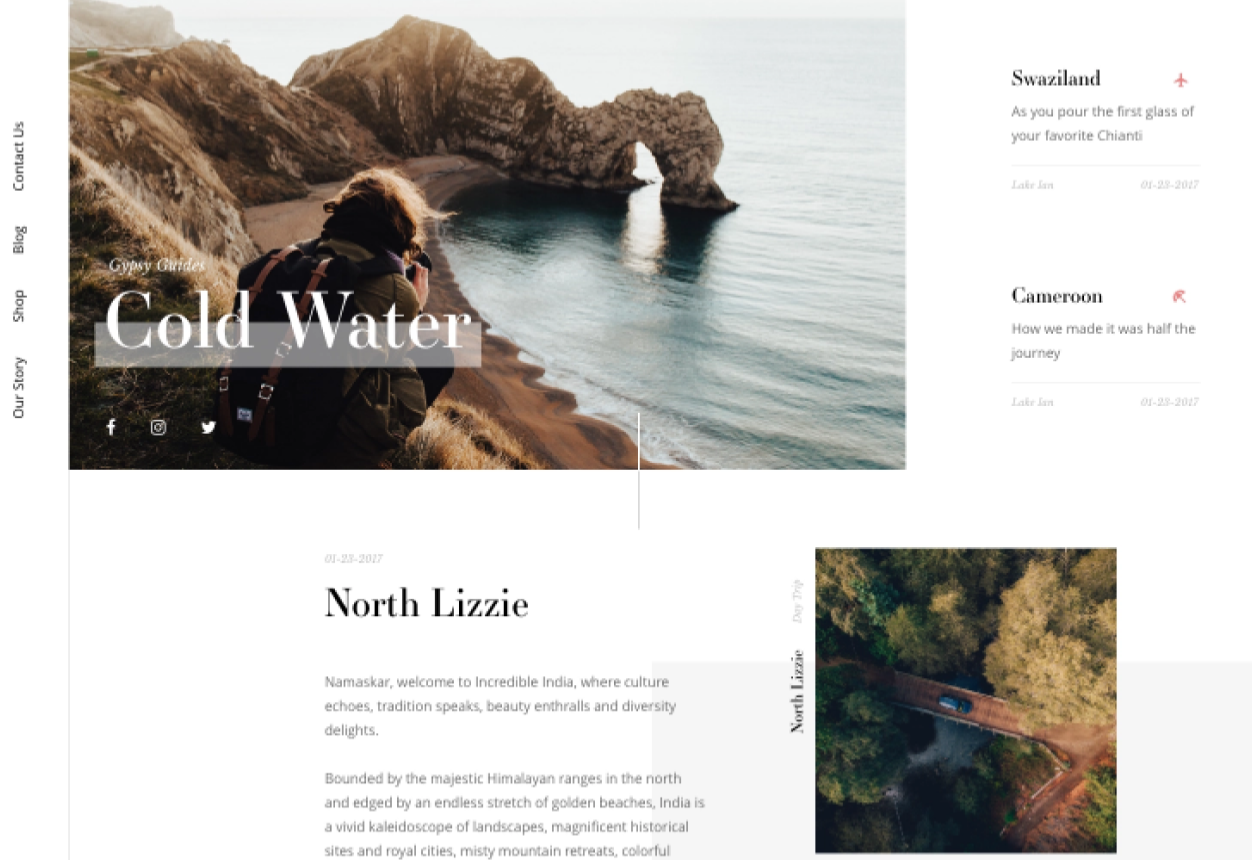 Contact Us
Blog
Shop
Our Story
Gypsy Guides
Cold Water
Swaziland
As you pour the first glass of
your favorite Chianti
Lake Ian
01-23-2017
Cameroon
How we made it was half the
journey
Lake Ian
01-23-2017
01-23-2017
North Lizzie
Namaskar, welcome to Incredible India, where culture
echoes, tradition speaks, beauty enthralls and diversity
delights.
Bounded by the majestic Himalayan ranges in the north
and edged by an endless stretch of golden beaches, India is
a vivid kaleidoscope of landscapes, magnificent historical
sites and royal cities, misty mountain retreats, colorful
North Lizzie
Day Trip